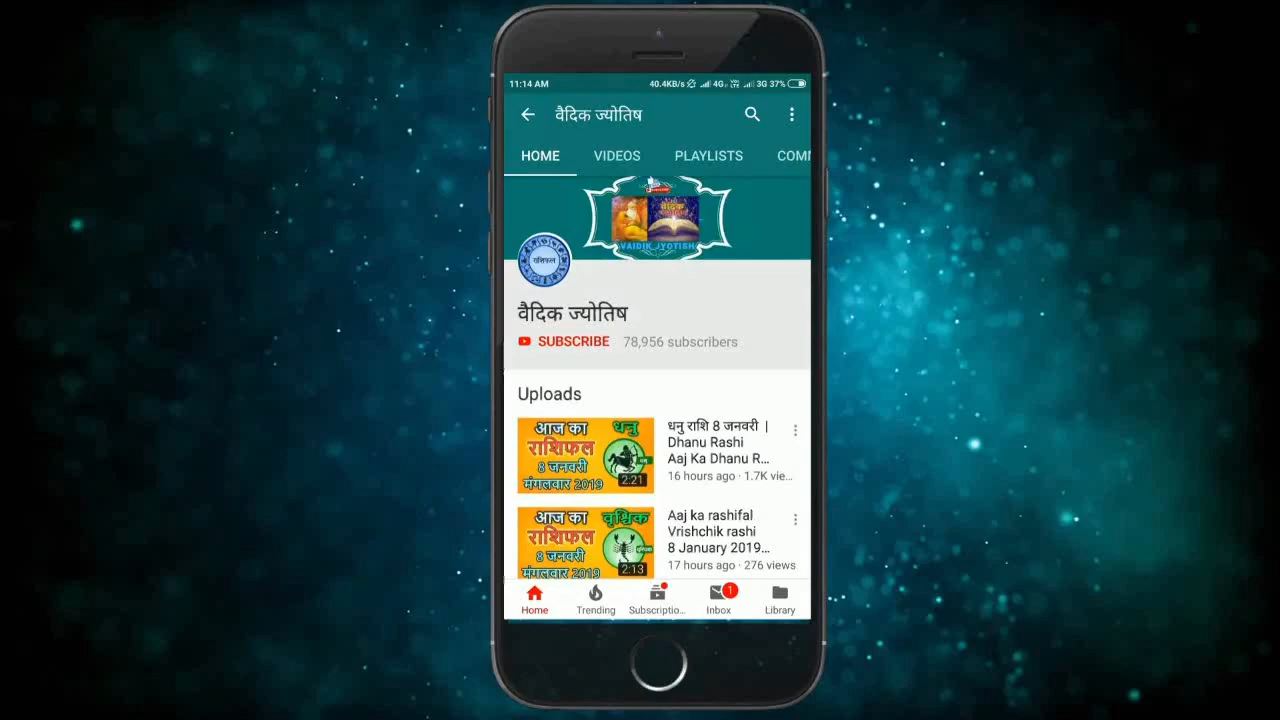 11:14 AM 40.4KB/s 4G 3G 37%
वैदिक ज्योतिष
HOME VIDEOS PLAYLISTS COMM
वैदिक
VAIDIK JYOTISH
राशिफल
वैदिक ज्योतिष
SUBSCRIBE 78,956 subscribers
Uploads
आज का धनु
राशिफल
8 जनवरी
मंगलवार 2019
2:21
धनु राशि 8 जनवरी |
Dhanu Rashi
Aaj Ka Dhanu R...
16 hours ago · 1.7K vie...
आज का वृश्चिक
राशिफल
8 जनवरी
मंगलवार 2019
2:13
Aaj ka rashifal
Vrishchik rashi
8 January 2019...
17 hours ago · 276 views
1
Home Trending Subscriptio... Inbox Library